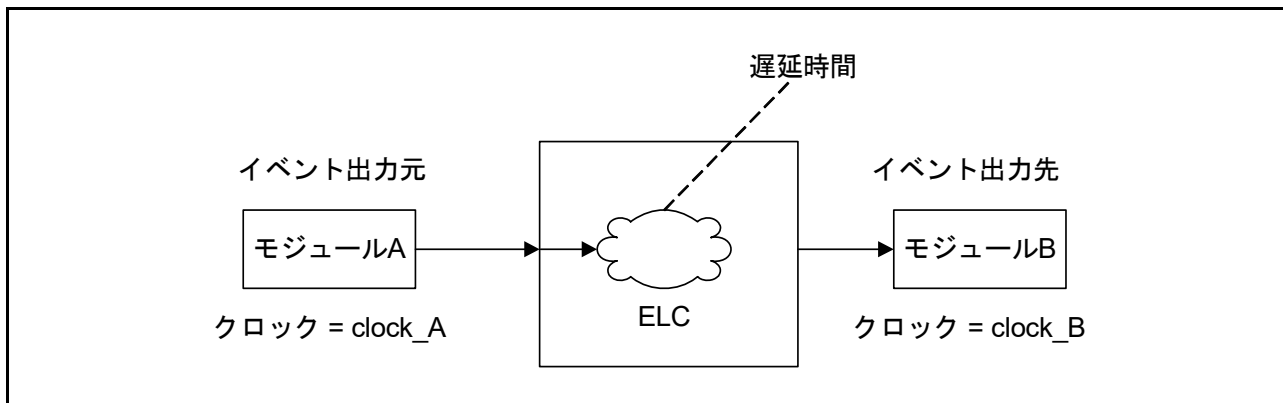 遅延時間
イベント出力元
イベント出力先
モジュールA
モジュールB
ELC
クロック = clock_A
クロック = clock_B